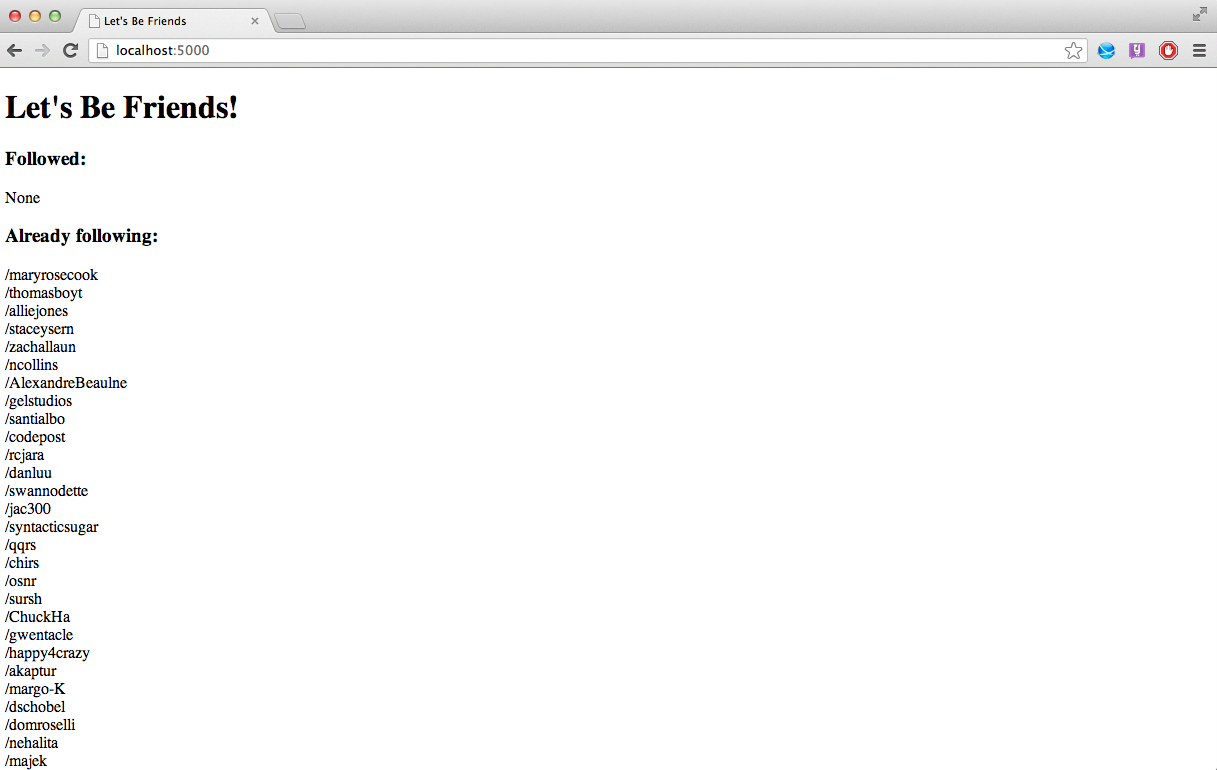 Let's Be Friends
localhost:5000
Let's Be Friends!
Followed:
None
Already following:
/maryrosecook
/thomasboyt
/alliejones
/staceysern
/zachallaun
/ncollins
/AlexandreBeaulne
/gelstudios
/santialbo
/codepost
/rcjara
/danluu
/swannodette
/jac300
/syntacticsugar
/qqrs
/chirs
/osnr
/sursh
/ChuckHa
/gwentacle
/happy4crazy
/akaptur
/margo-K
/dschobel
/domroselli
/nehalita
/majek